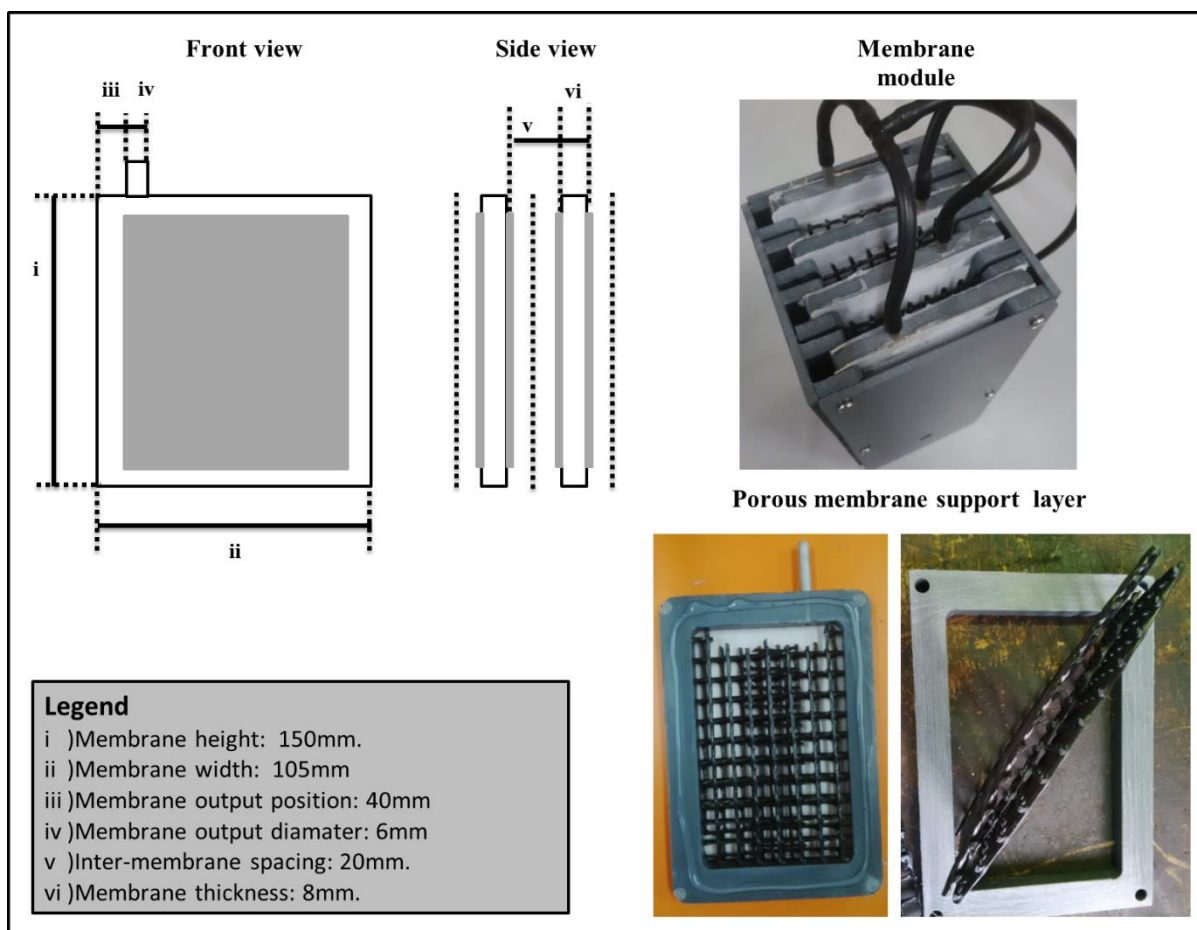 Front view
Side view
Membrane
module
iii
iv
v
vi
i
ii
Porous membrane support layer
Legend
i )Membrane height: 150mm.
ii )Membrane width: 105mm
iii )Membrane output position: 40mm
iv )Membrane output diamater: 6mm
v )Inter-membrane spacing: 20mm.
vi )Membrane thickness: 8mm.